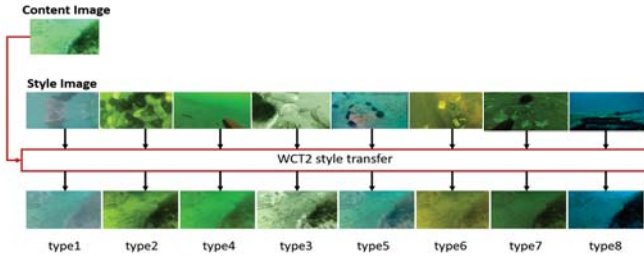 Content Image
Style Image
WCT2 style transfer
type1 type2 type4 type3 type5 type6 type7 type8